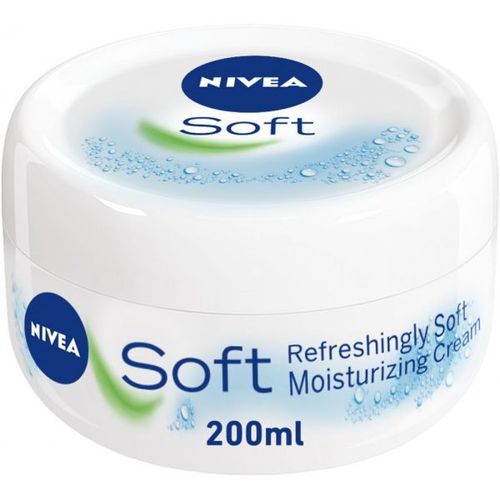 NIVEA
Soft
NIVEA
Soft
Refreshingly Soft
Moisturizing Cream
200ml